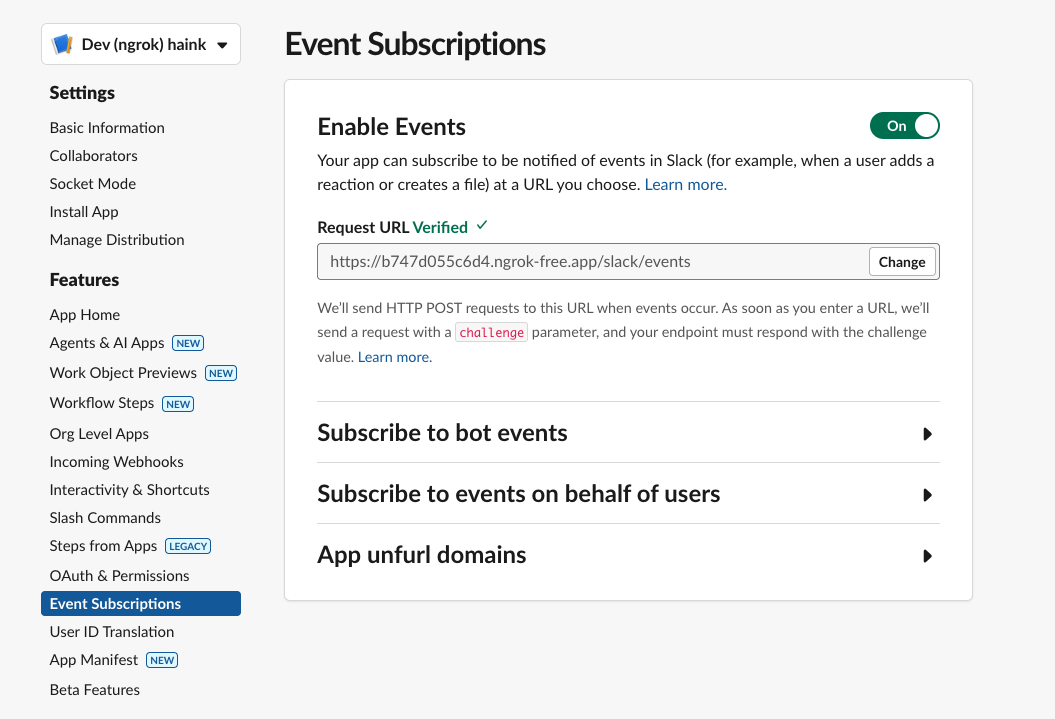 Dev (ngrok) haink
Settings
Basic Information
Collaborators
Socket Mode
Install App
Manage Distribution
Features
App Home
Agents & AI Apps NEW
Work Object Previews NEW
Workflow Steps NEW
Org Level Apps
Incoming Webhooks
Interactivity & Shortcuts
Slash Commands
Steps from Apps LEGACY
OAuth & Permissions
Event Subscriptions
User ID Translation
App Manifest NEW
Beta Features
Event Subscriptions
Enable Events
On
Your app can subscribe to be notified of events in Slack (for example, when a user adds a
reaction or creates a file) at a URL you choose. Learn more.
Request URL Verified ✓
https://b747d055c6d4.ngrok-free.app/slack/events
Change
We’ll send HTTP POST requests to this URL when events occur. As soon as you enter a URL, we’ll
send a request with a challenge parameter, and your endpoint must respond with the challenge
value. Learn more.
Subscribe to bot events
Subscribe to events on behalf of users
App unfurl domains